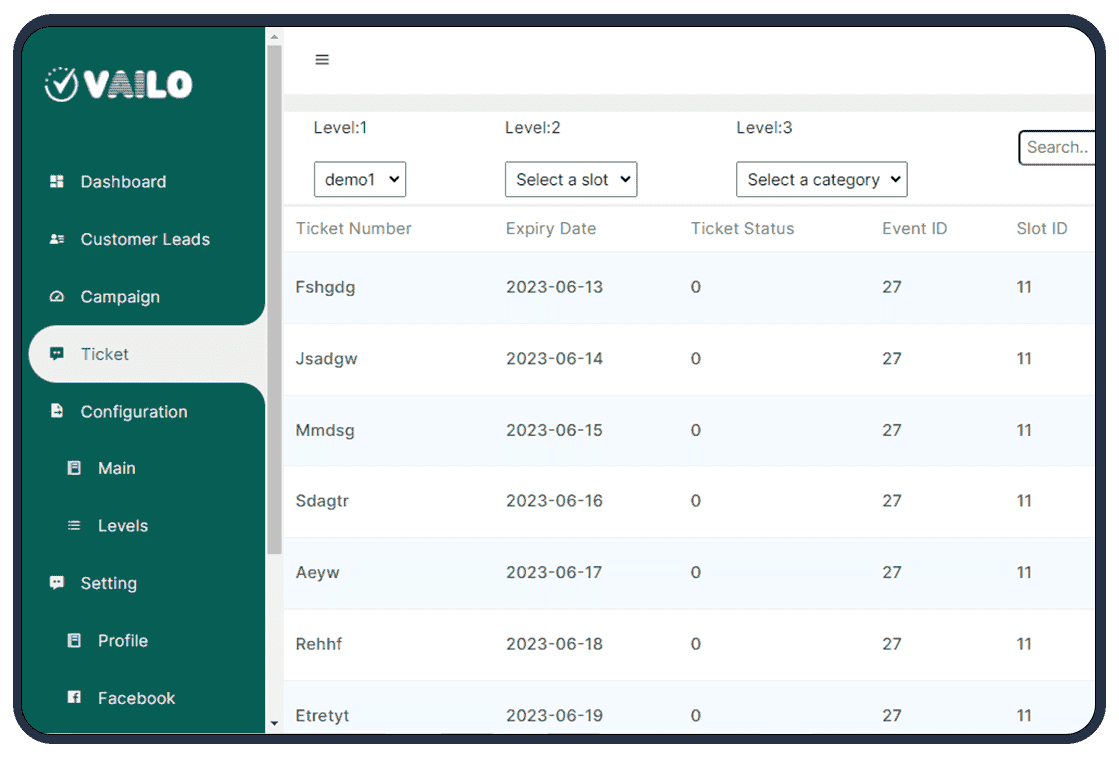 VAILO
Dashboard
Customer Leads
Campaign
Ticket
Configuration
Main
Levels
Setting
Profile
Facebook
Level:1 Level:2 Level:3
demo1 Select a slot Select a category Search..
Ticket Number Expiry Date Ticket Status Event ID Slot ID
Fshgdg 2023-06-13 0 27 11
Jsadgw 2023-06-14 0 27 11
Mmdsg 2023-06-15 0 27 11
Sdagtr 2023-06-16 0 27 11
Aeyw 2023-06-17 0 27 11
Rehhf 2023-06-18 0 27 11
Etretyt 2023-06-19 0 27 11